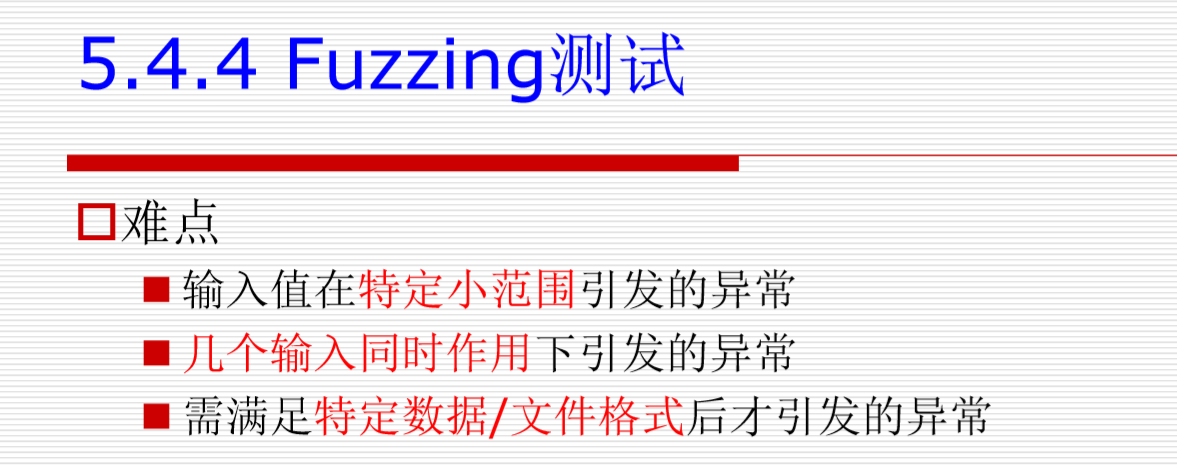 5.4.4 Fuzzing测试
难点
输入值在特定小范围引发的异常
几个输入同时作用下引发的异常
需满足特定数据/文件格式后才引发的异常